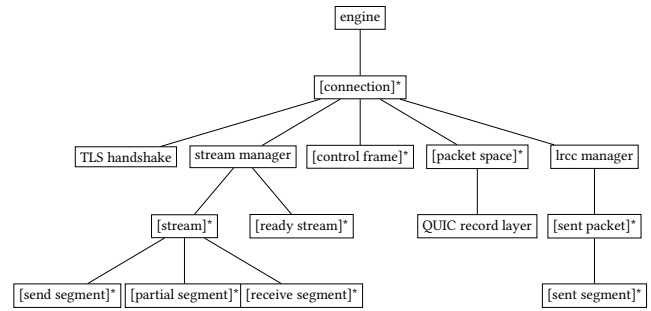 engine
[connection]*
TLS handshake
stream manager
[control frame]*
[packet space]*
lrcc manager
[stream]*
[ready stream]*
QUIC record layer
[sent packet]*
[send segment]*
[partial segment]*
[receive segment]*
[sent segment]*